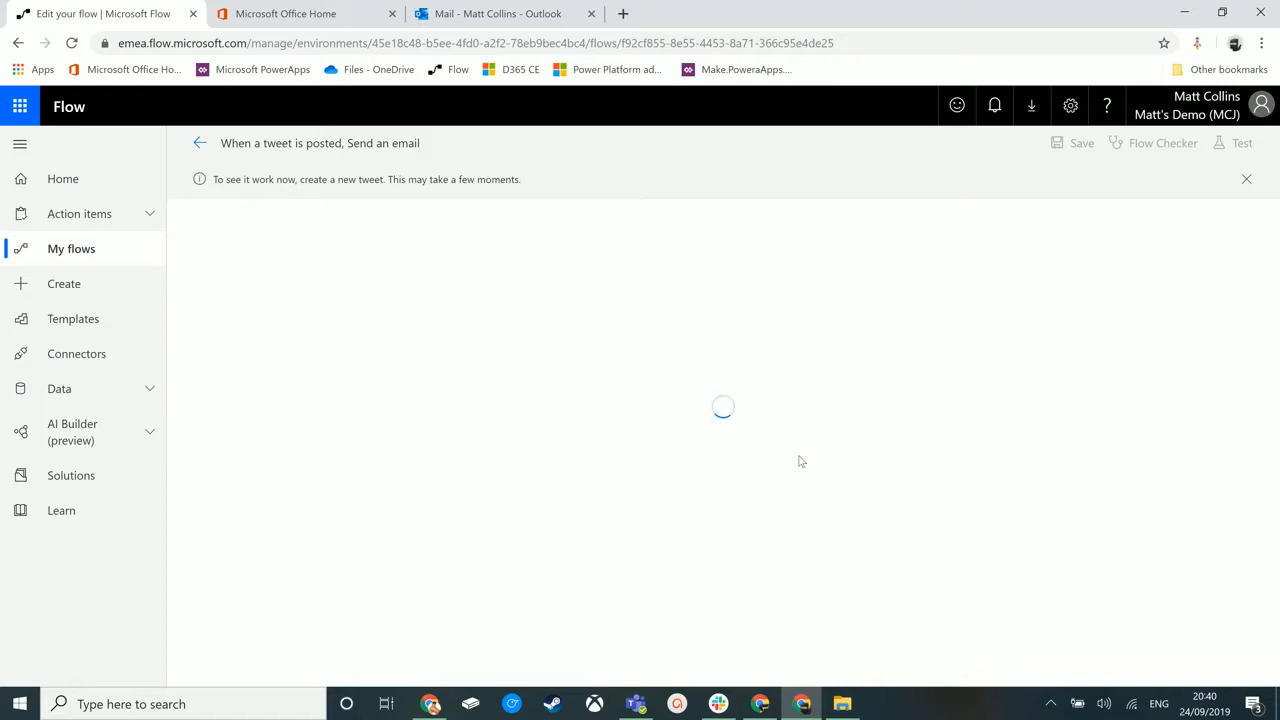 Edit your flow | Microsoft Flow
Microsoft Office Home
Mail - Matt Collins - Outlook
emea.flow.microsoft.com/manage/environments/45e18c48-b5ee-4fd0-a2f2-78eb9bec4bc4/flows/f92cf855-8e55-4453-8a71-366c95e4de25
Apps
Microsoft Office Ho...
Microsoft PowerApps
Files - OneDrive
Flow
D365 CE
Power Platform ad...
Make.PoweraApps....
Other bookmarks
Flow
?
Matt Collins
Matt's Demo (MCJ)
When a tweet is posted, Send an email
Save
Flow Checker
Test
To see it work now, create a new tweet. This may take a few moments.
Home
Action items
My flows
Create
Templates
Connectors
Data
AI Builder
(preview)
Solutions
Learn
Type here to search
ENG
20:40
24/09/2019
3